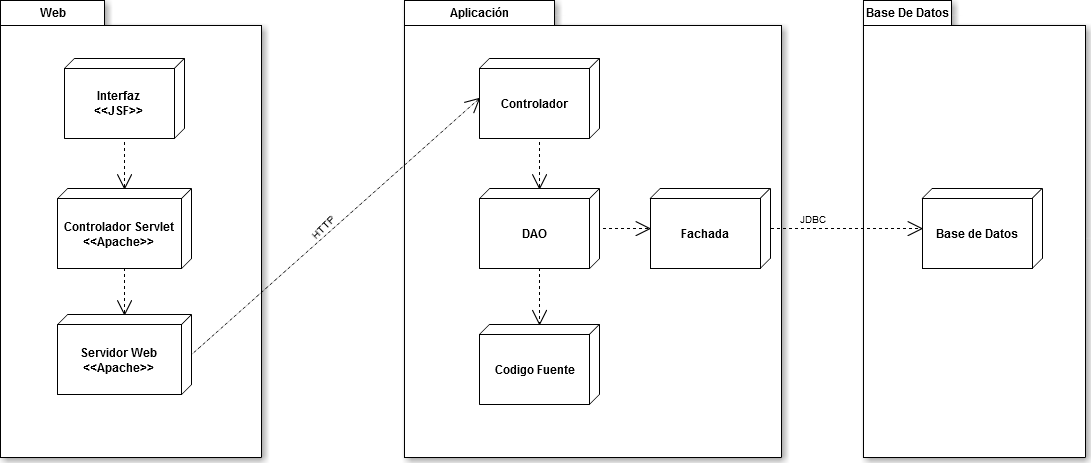 Web
Interfaz
<<JSF>>
Controlador Servlet
<<Apache>>
Servidor Web
<<Apache>>
HTTP
Aplicación
Controlador
DAO
Fachada
Codigo Fuente
JDBC
Base De Datos
Base de Datos